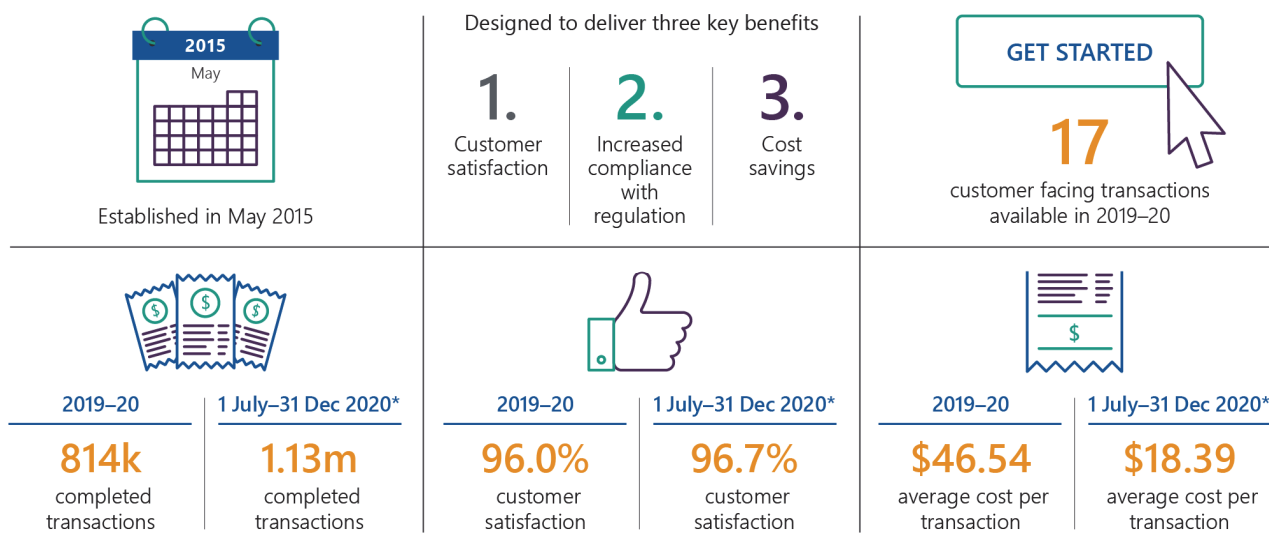 2015
May
Established in May 2015
Designed to deliver three key benefits
1.
Customer
satisfaction
2.
Increased
compliance
with
regulation
3.
Cost
savings
GET STARTED
17
customer facing transactions
available in 2019–20
$
$
$
2019–20
814k
completed
transactions
1 July–31 Dec 2020*
1.13m
completed
transactions
2019–20
96.0%
customer
satisfaction
1 July–31 Dec 2020*
96.7%
customer
satisfaction
$
2019–20
$46.54
average cost per
transaction
1 July–31 Dec 2020*
$18.39
average cost per
transaction